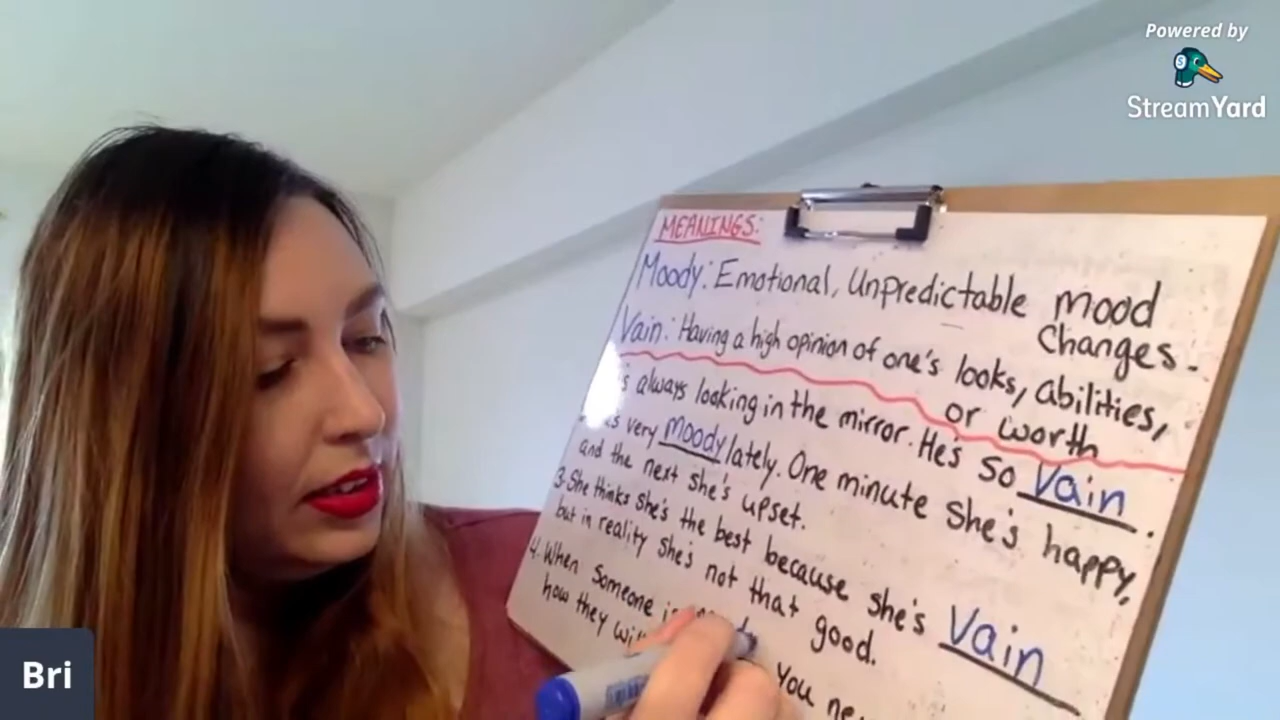 Powered by
StreamYard
MEANINGS:
Moody: Emotional, Unpredictable mood
Changes.
Vain: Having a high opinion of one's looks, abilities,
or worth
always looking in the mirror. He's so Vain.
very moody lately. One minute she's happy,
and the next she's upset.
3. She thinks she's the best because she's Vain
but in reality she's not that good.
4. When Someone is You
how they
Bri